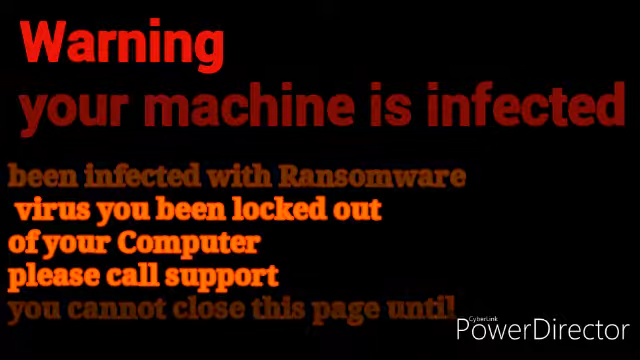 Warning
your machine is infected
been infected with Ransomware
virus you been locked out
of your Computer
please call support
you cannot close this page until
CyberLink
PowerDirector